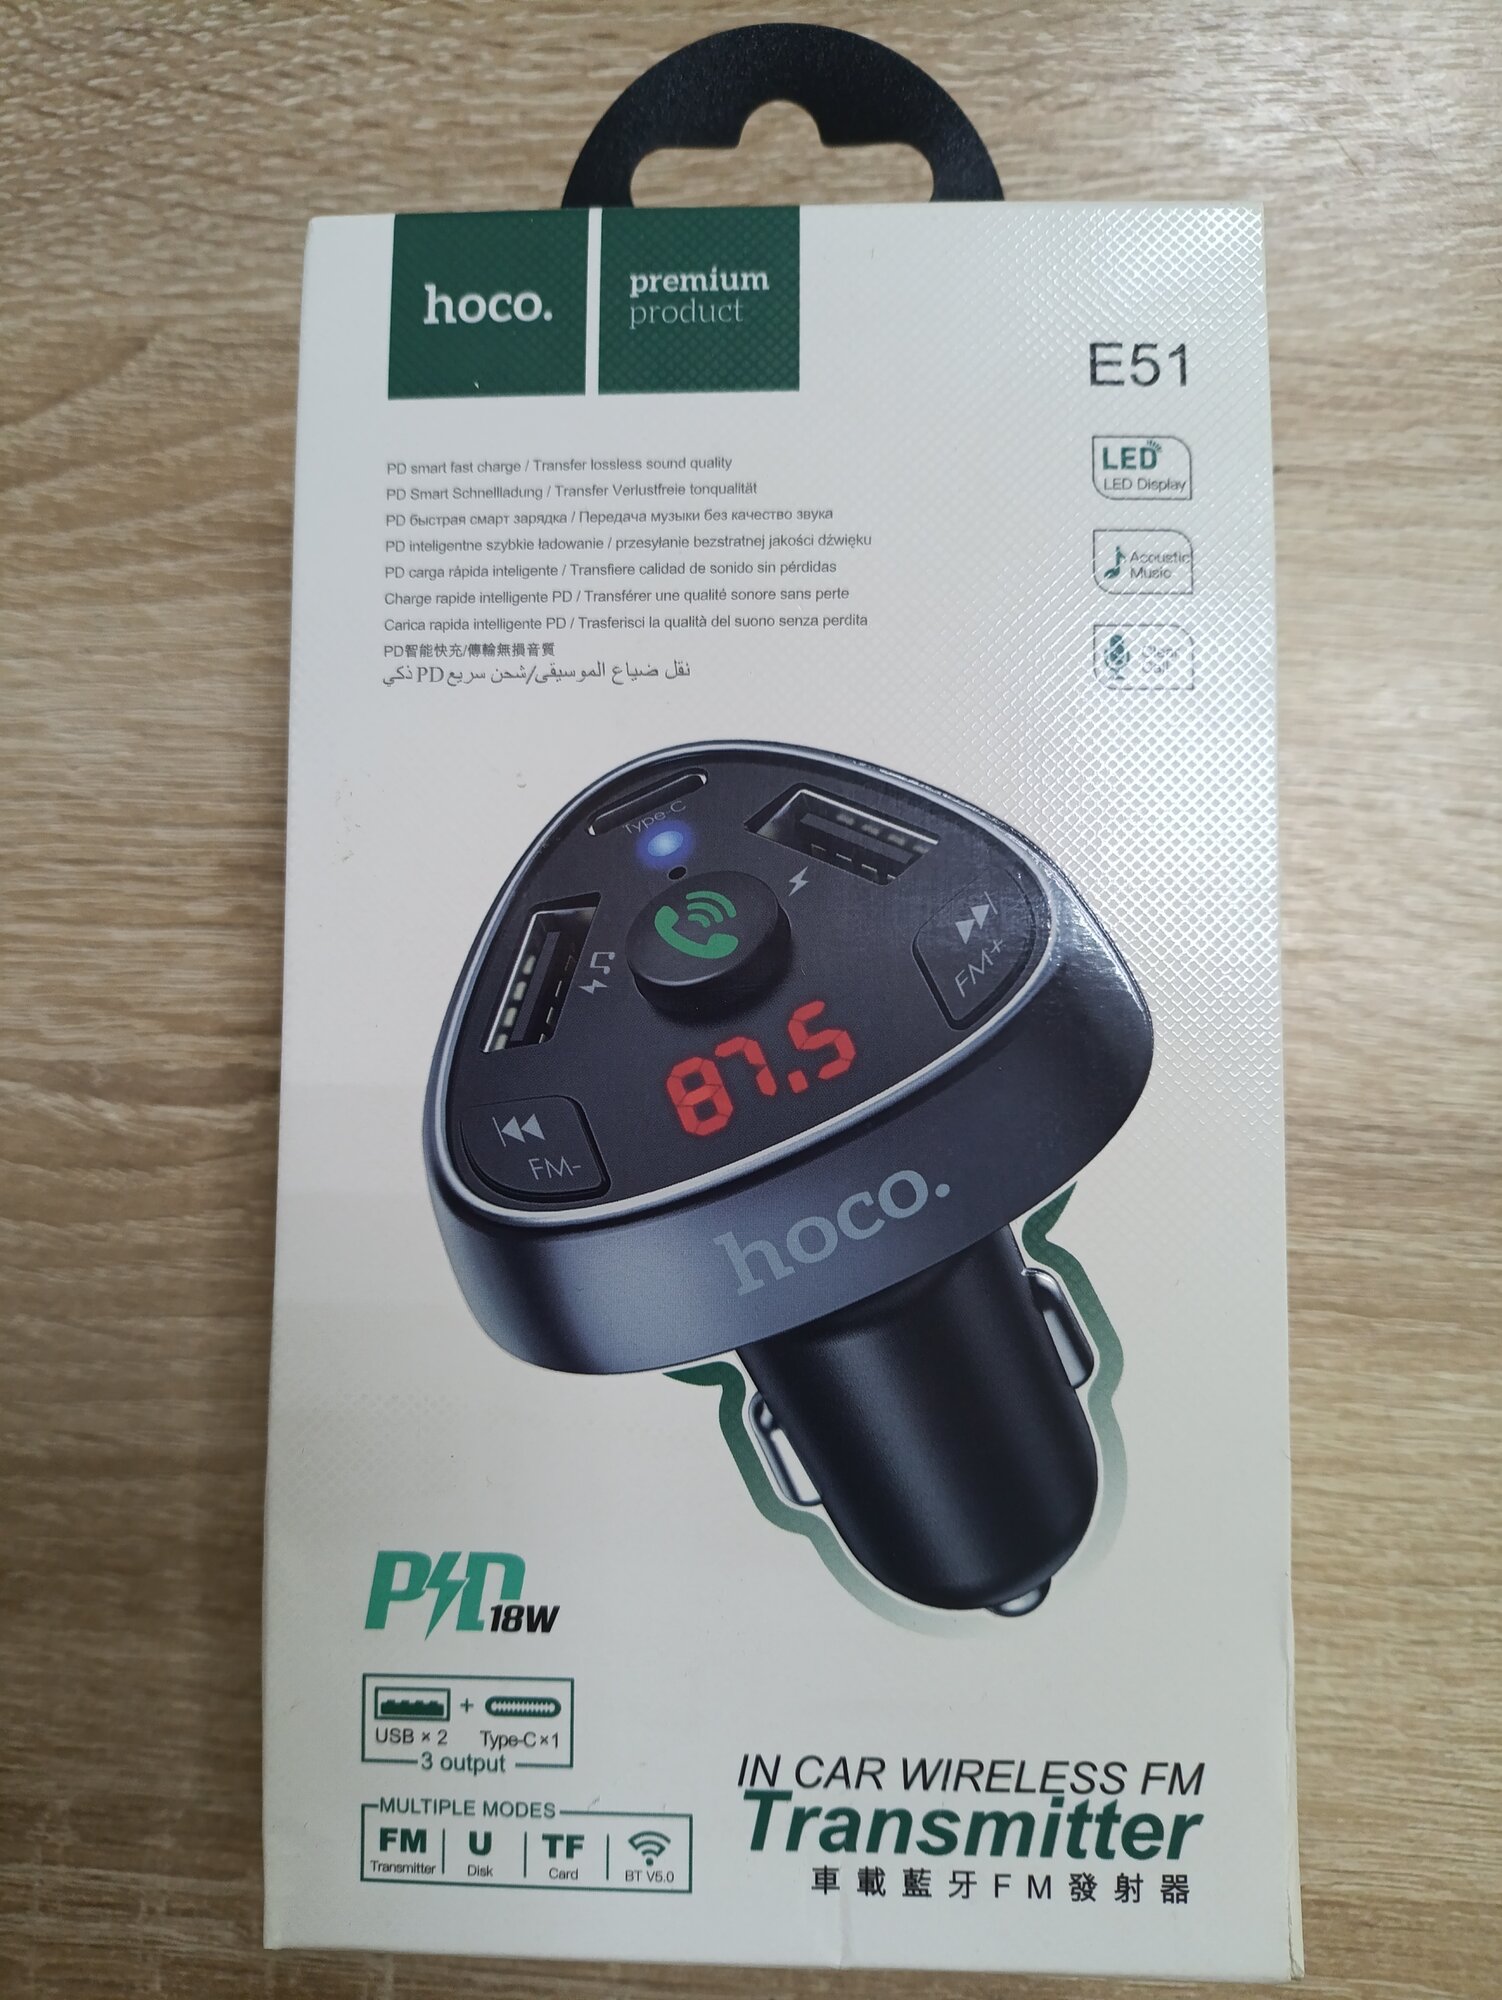 hoco.
premium
product
E51
LED
LED Display
Acoustic
Music
Clear
Call
PD smart fast charge / Transfer lossless sound quality
PD Smart Schnellladung / Transfer Verlustfreie tonqualität
PD быстрая смарт зарядка / Передача музыки без качество звука
PD inteligentne szybkie ładowanie / przesyłanie bezstratnej jakości dźwięku
PD carga rápida inteligente / Transfiere calidad de sonido sin pérdidas
Charge rapide intelligente PD / Transférer une qualité sonore sans perte
Carica rapida intelligente PD / Trasferisci la qualità del suono senza perdita
PD智能快充/傳輸無損音質
نقل ضياع الموسيقى/شحن سريع PD ذكي
Type-C
FM+
87.5
FM-
hoco.
PD 18W
USB × 2 + Type-C×1
3 output
MULTIPLE MODES
FM U TF
Transmitter Disk Card BT V5.0
IN CAR WIRELESS FM
Transmitter
車載藍牙FM發射器